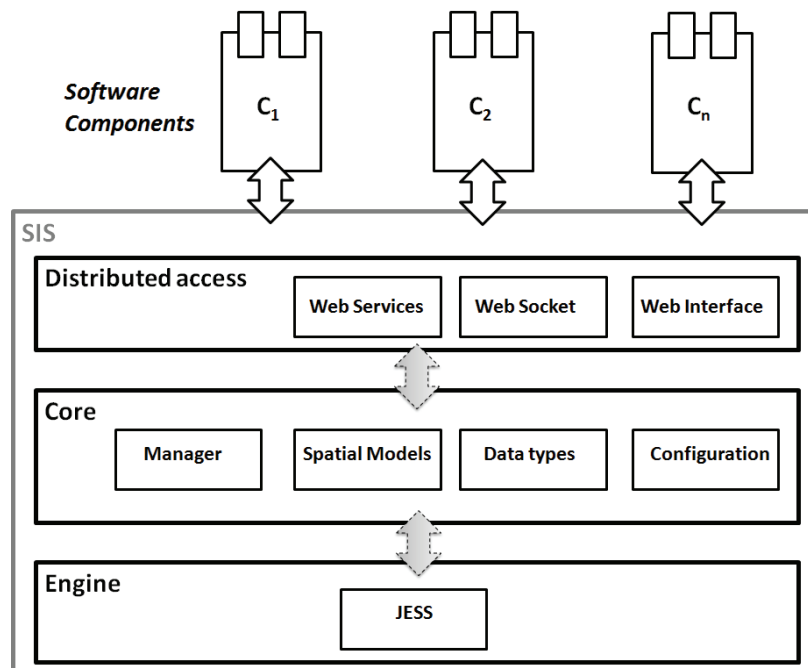 Software
Components
C1
C2
Cn
SIS
Distributed access
Web Services
Web Socket
Web Interface
Core
Manager
Spatial Models
Data types
Configuration
Engine
JESS